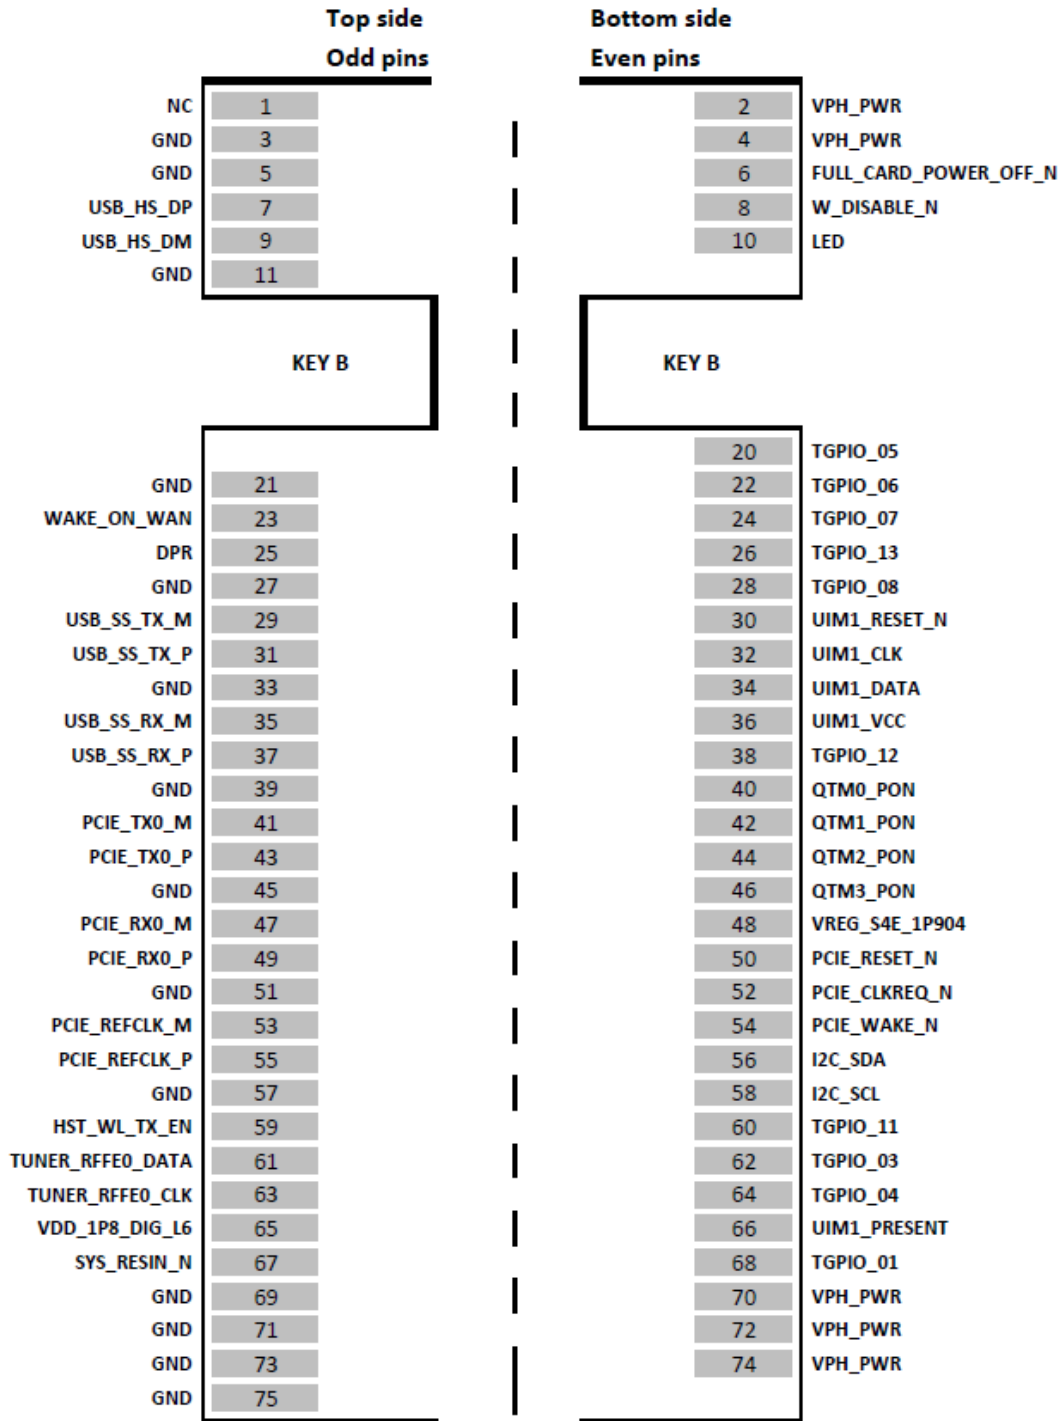 Top side Bottom side
Odd pins Even pins
NC 1 2 VPH_PWR
GND 3 4 VPH_PWR
GND 5 6 FULL_CARD_POWER_OFF_N
USB_HS_DP 7 8 W_DISABLE_N
USB_HS_DM 9 10 LED
GND 11
KEY B KEY B
20 TGPIO_05
GND 21 22 TGPIO_06
WAKE_ON_WAN 23 24 TGPIO_07
DPR 25 26 TGPIO_13
GND 27 28 TGPIO_08
USB_SS_TX_M 29 30 UIM1_RESET_N
USB_SS_TX_P 31 32 UIM1_CLK
GND 33 34 UIM1_DATA
USB_SS_RX_M 35 36 UIM1_VCC
USB_SS_RX_P 37 38 TGPIO_12
GND 39 40 QTM0_PON
PCIE_TX0_M 41 42 QTM1_PON
PCIE_TX0_P 43 44 QTM2_PON
GND 45 46 QTM3_PON
PCIE_RX0_M 47 48 VREG_S4E_1P904
PCIE_RX0_P 49 50 PCIE_RESET_N
GND 51 52 PCIE_CLKREQ_N
PCIE_REFCLK_M 53 54 PCIE_WAKE_N
PCIE_REFCLK_P 55 56 I2C_SDA
GND 57 58 I2C_SCL
HST_WL_TX_EN 59 60 TGPIO_11
TUNER_RFFE0_DATA 61 62 TGPIO_03
TUNER_RFFE0_CLK 63 64 TGPIO_04
VDD_1P8_DIG_L6 65 66 UIM1_PRESENT
SYS_RESIN_N 67 68 TGPIO_01
GND 69 70 VPH_PWR
GND 71 72 VPH_PWR
GND 73 74 VPH_PWR
GND 75